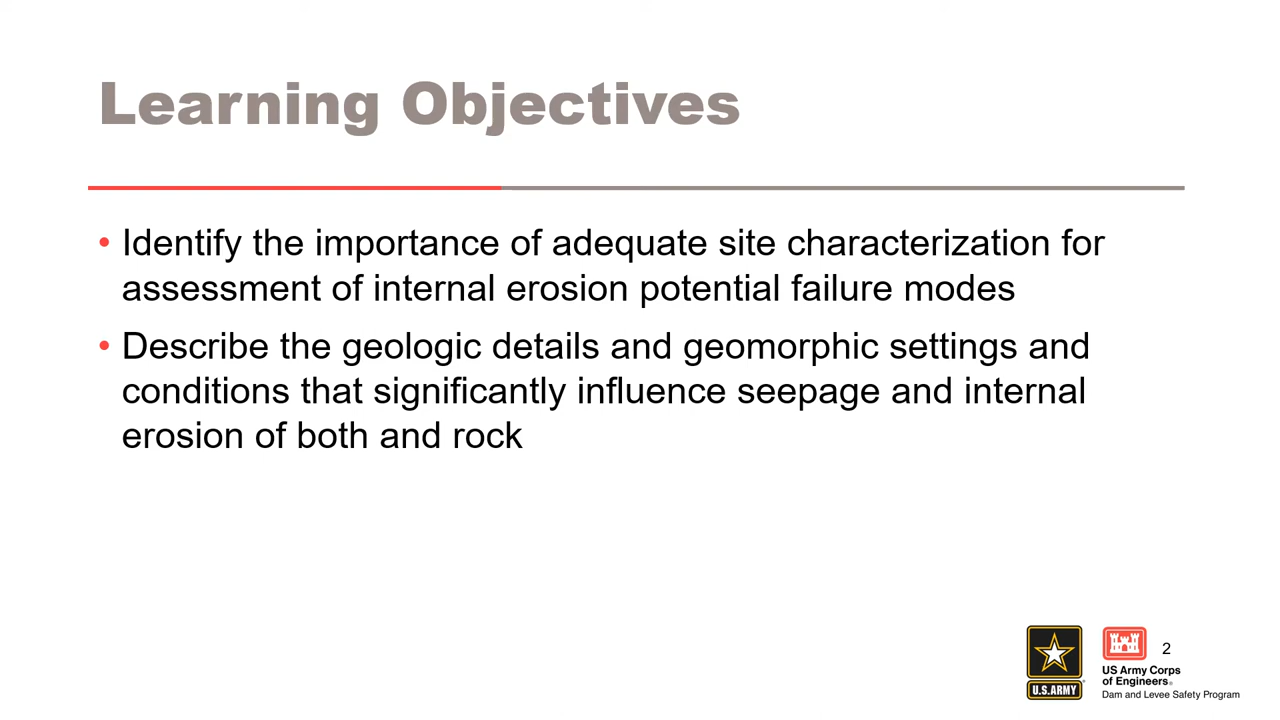 Learning Objectives
• Identify the importance of adequate site characterization for
assessment of internal erosion potential failure modes
• Describe the geologic details and geomorphic settings and
conditions that significantly influence seepage and internal
erosion of both and rock
U.S.ARMY
2
US Army Corps
of Engineers®
Dam and Levee Safety Program